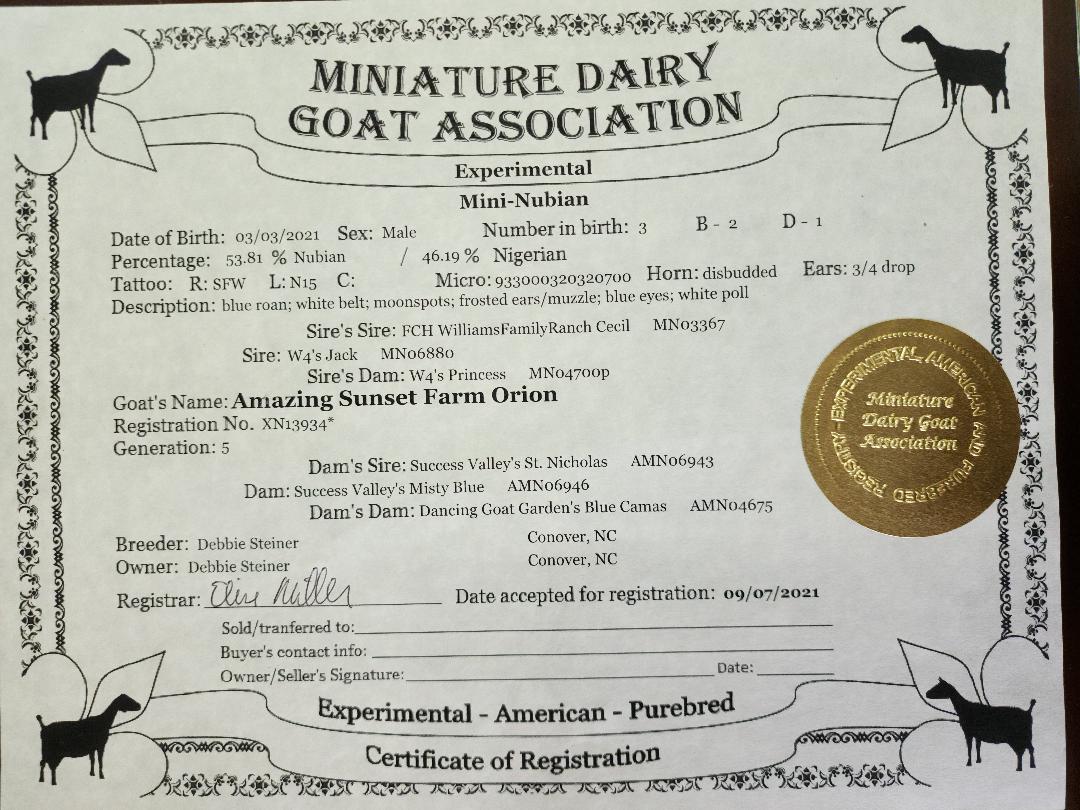 MINIATURE DAIRY
GOAT ASSOCIATION
Experimental
Mini-Nubian
Date of Birth: 03/03/2021 Sex: Male Number in birth: 3 B - 2 D - 1
Percentage: 53.81 % Nubian / 46.19 % Nigerian
Tattoo: R: SFW L: N15 C: Micro: 933000320320700 Horn: disbudded Ears: 3/4 drop
Description: blue roan; white belt; moonspots; frosted ears/muzzle; blue eyes; white poll
Sire's Sire: FCH WilliamsFamilyRanch Cecil MN03367
Sire: W4's Jack MN06880
Sire's Dam: W4's Princess MN04700p
Goat's Name: Amazing Sunset Farm Orion
Registration No. XN13934*
Generation: 5
Dam's Sire: Success Valley's St. Nicholas AMN06943
Dam: Success Valley's Misty Blue AMN06946
Dam's Dam: Dancing Goat Garden's Blue Camas AMN04675
Breeder: Debbie Steiner Conover, NC
Owner: Debbie Steiner Conover, NC
Registrar: Date accepted for registration: 09/07/2021
Sold/tranferred to:
Buyer's contact info:
Owner/Seller's Signature: Date:
Experimental - American - Purebred
Certificate of Registration
EXPERIMENTAL, AMERICAN AND PUREBRED REGISTRY
Miniature
Dairy Goat
Association